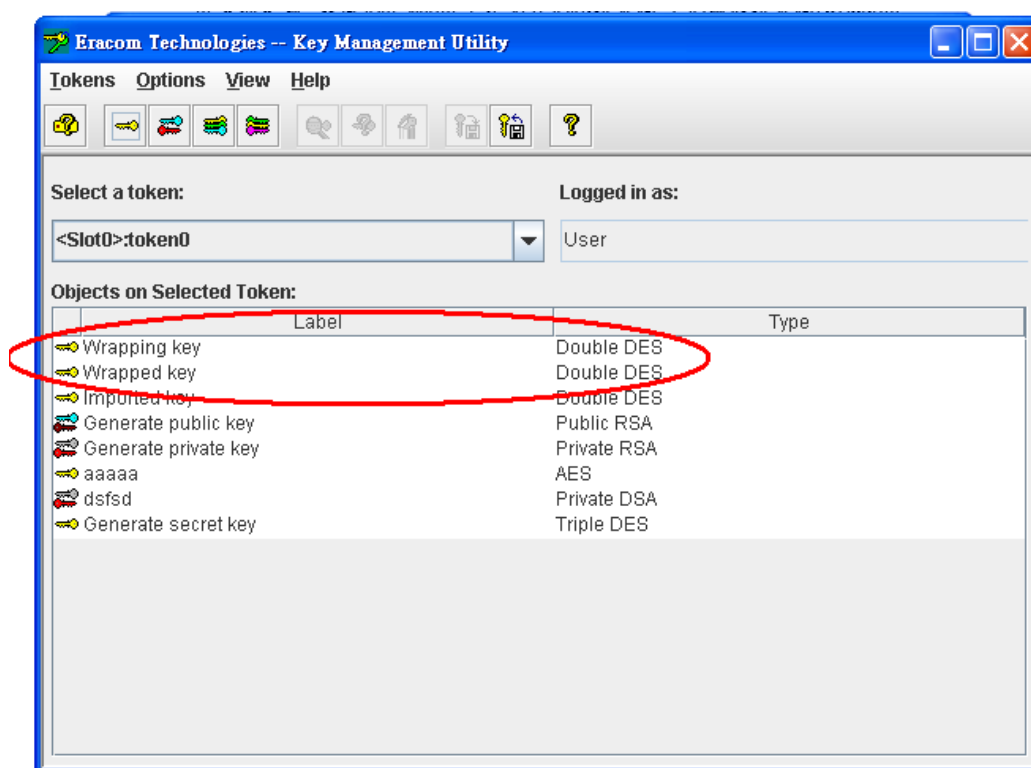 Eracom Technologies -- Key Management Utility
Tokens Options View Help
Select a token: Logged in as:
<Slot0>:token0 User
Objects on Selected Token:
Label Type
Wrapping key Double DES
Wrapped key Double DES
Imported key Double DES
Generate public key Public RSA
Generate private key Private RSA
aaaaa AES
dsfsd Private DSA
Generate secret key Triple DES